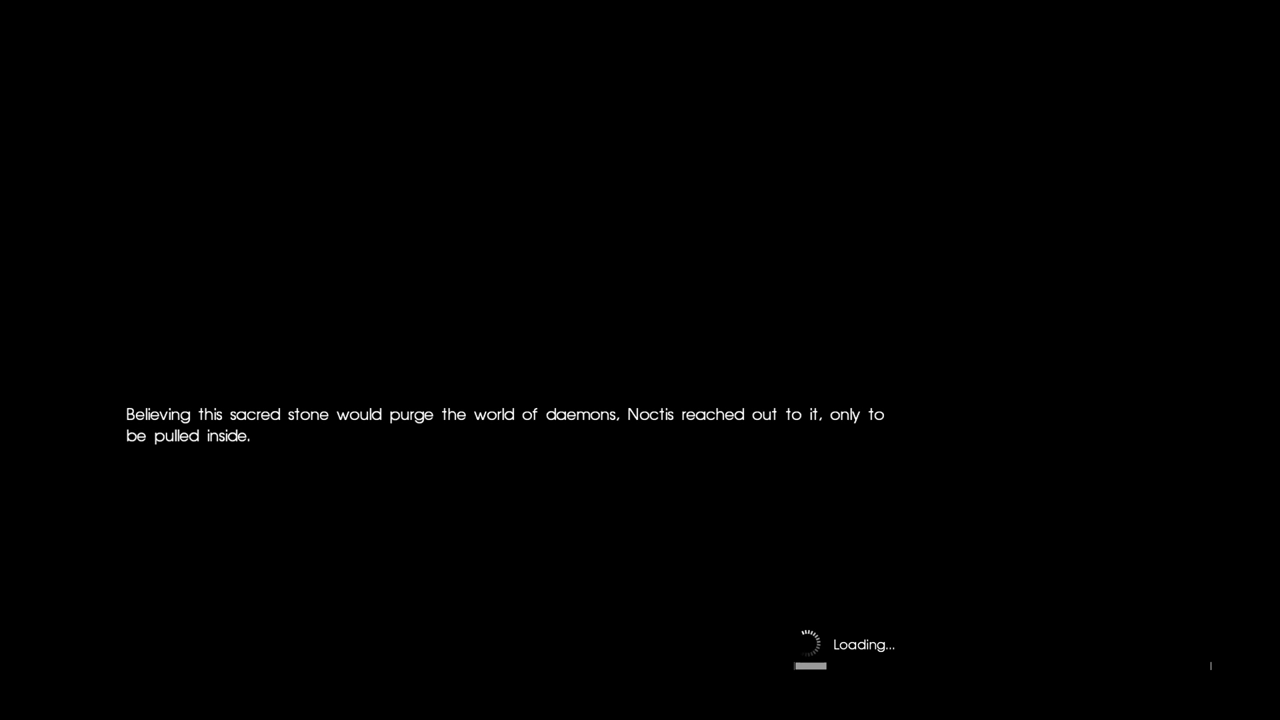 Believing this sacred stone would purge the world of daemons, Noctis reached out to it, only to
be pulled inside.
Loading...